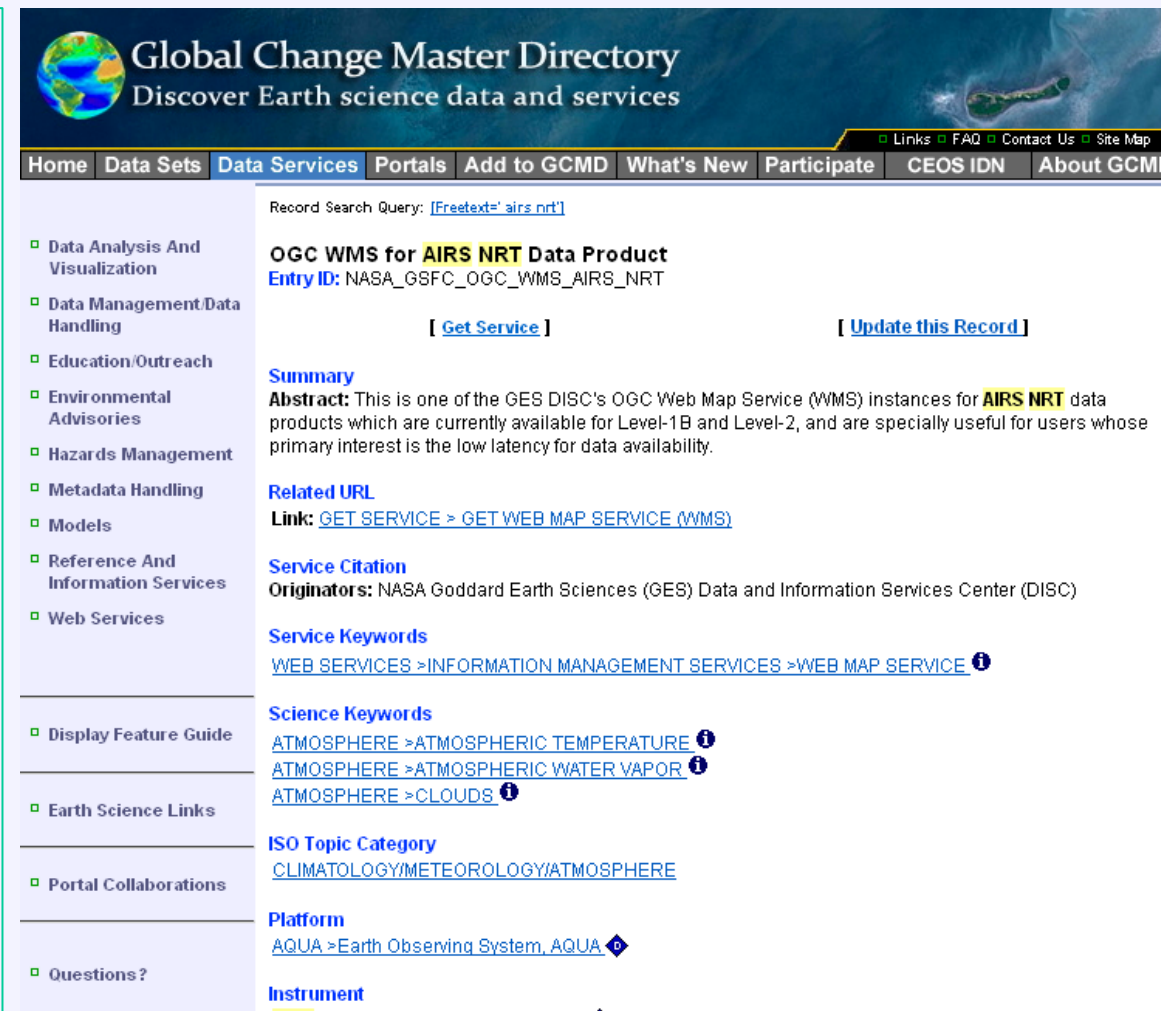 Global Change Master Directory
Discover Earth science data and services
Links FAQ Contact Us Site Map
Home Data Sets Data Services Portals Add to GCMD What's New Participate CEOS IDN About
Record Search Query: [Freetext=' airs nrt']
Data Analysis And
Visualization
Data Management/Data
Handling
Education/Outreach
Environmental
Advisories
Hazards Management
Metadata Handling
Models
Reference And
Information Services
Web Services
Display Feature Guide
Earth Science Links
Portal Collaborations
Questions?
OGC WMS for AIRS NRT Data Product
Entry ID: NASA_GSFC_OGC_WMS_AIRS_NRT
[ Get Service ] [ Update this Record ]
Summary
Abstract: This is one of the GES DISC's OGC Web Map Service (WMS) instances for AIRS NRT data
products which are currently available for Level-1B and Level-2, and are specially useful for users whose
primary interest is the low latency for data availability.
Related URL
Link: GET SERVICE > GET WEB MAP SERVICE (WMS)
Service Citation
Originators: NASA Goddard Earth Sciences (GES) Data and Information Services Center (DISC)
Service Keywords
WEB SERVICES >INFORMATION MANAGEMENT SERVICES >WEB MAP SERVICE
Science Keywords
ATMOSPHERE >ATMOSPHERIC TEMPERATURE
ATMOSPHERE >ATMOSPHERIC WATER VAPOR
ATMOSPHERE >CLOUDS
ISO Topic Category
CLIMATOLOGY/METEOROLOGY/ATMOSPHERE
Platform
AQUA >Earth Observing System, AQUA
Instrument